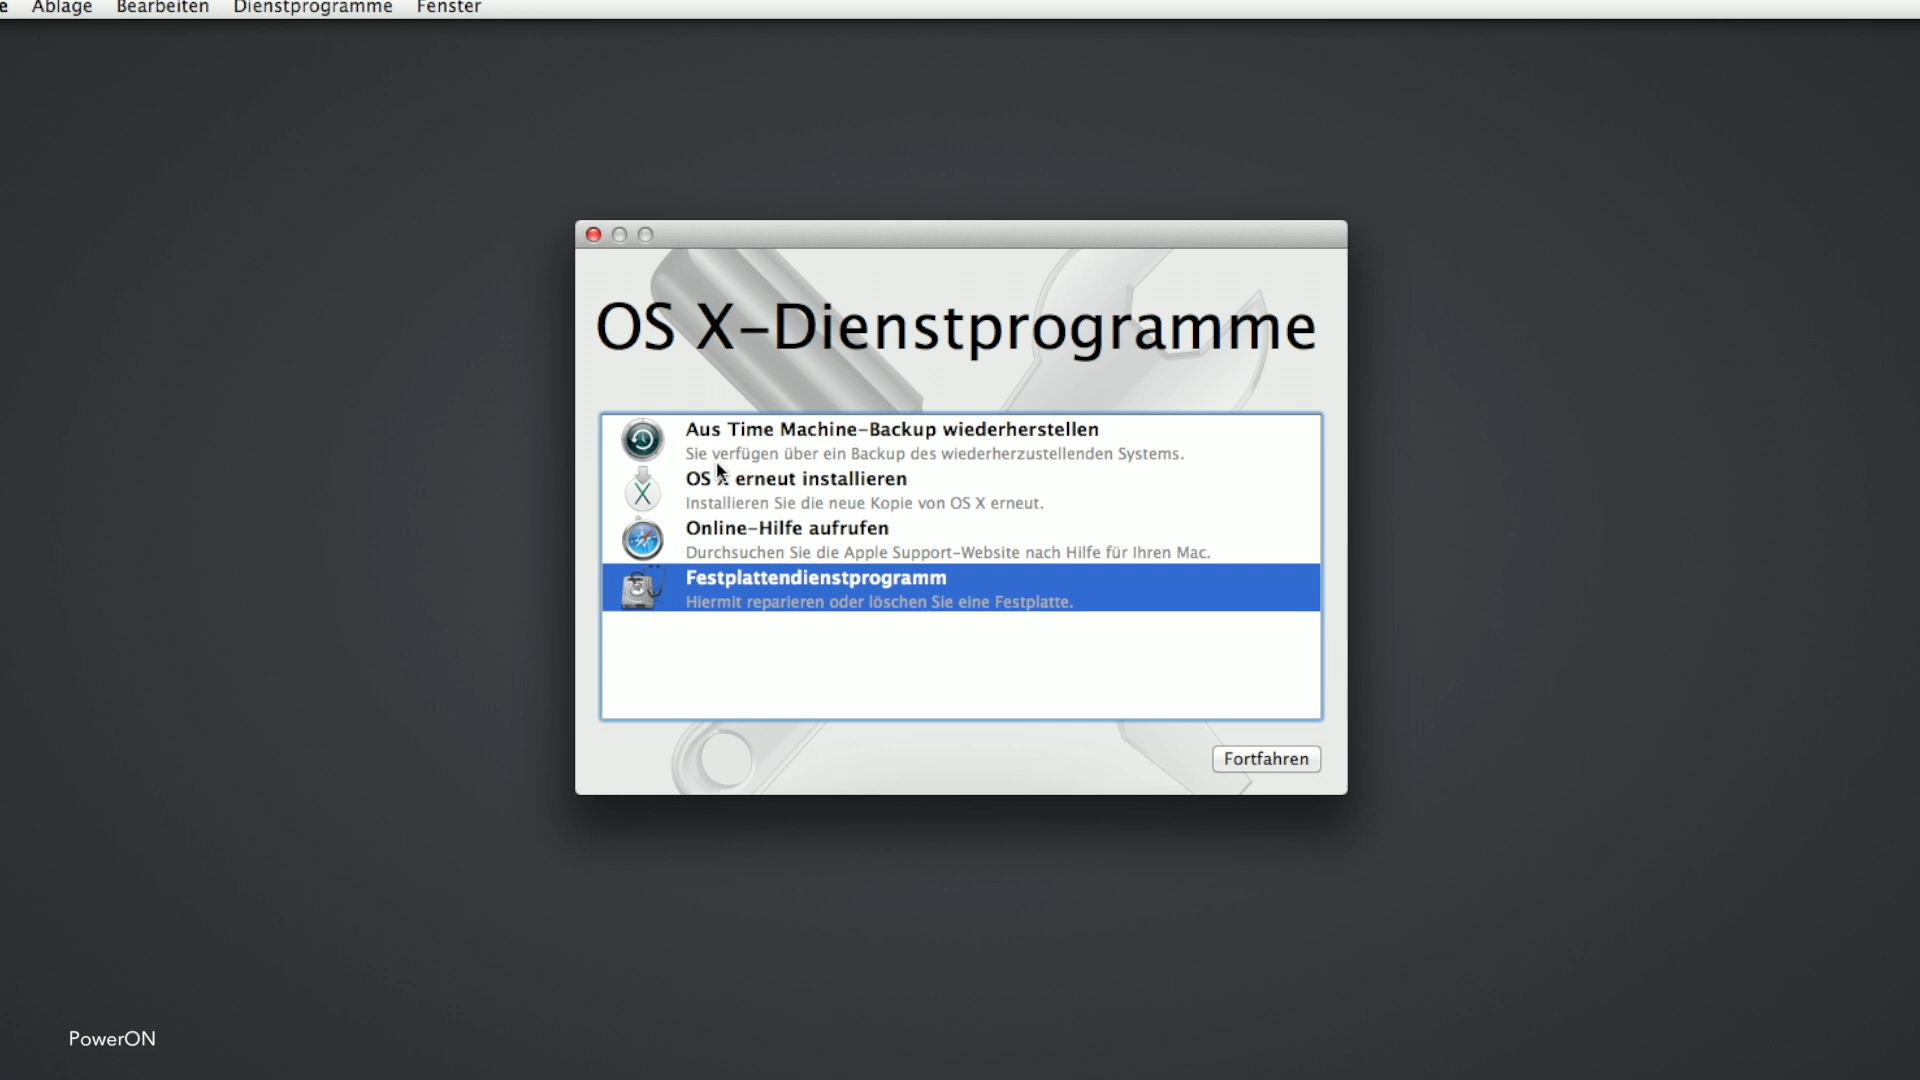 e Ablage Bearbeiten Dienstprogramme Fenster
OS X-Dienstprogramme
Aus Time Machine-Backup wiederherstellen
Sie verfügen über ein Backup des wiederherzustellenden Systems.
OS X erneut installieren
Installieren Sie die neue Kopie von OS X erneut.
Online-Hilfe aufrufen
Durchsuchen Sie die Apple Support-Website nach Hilfe für Ihren Mac.
Festplattendienstprogramm
Hiermit reparieren oder löschen Sie eine Festplatte.
Fortfahren
PowerON